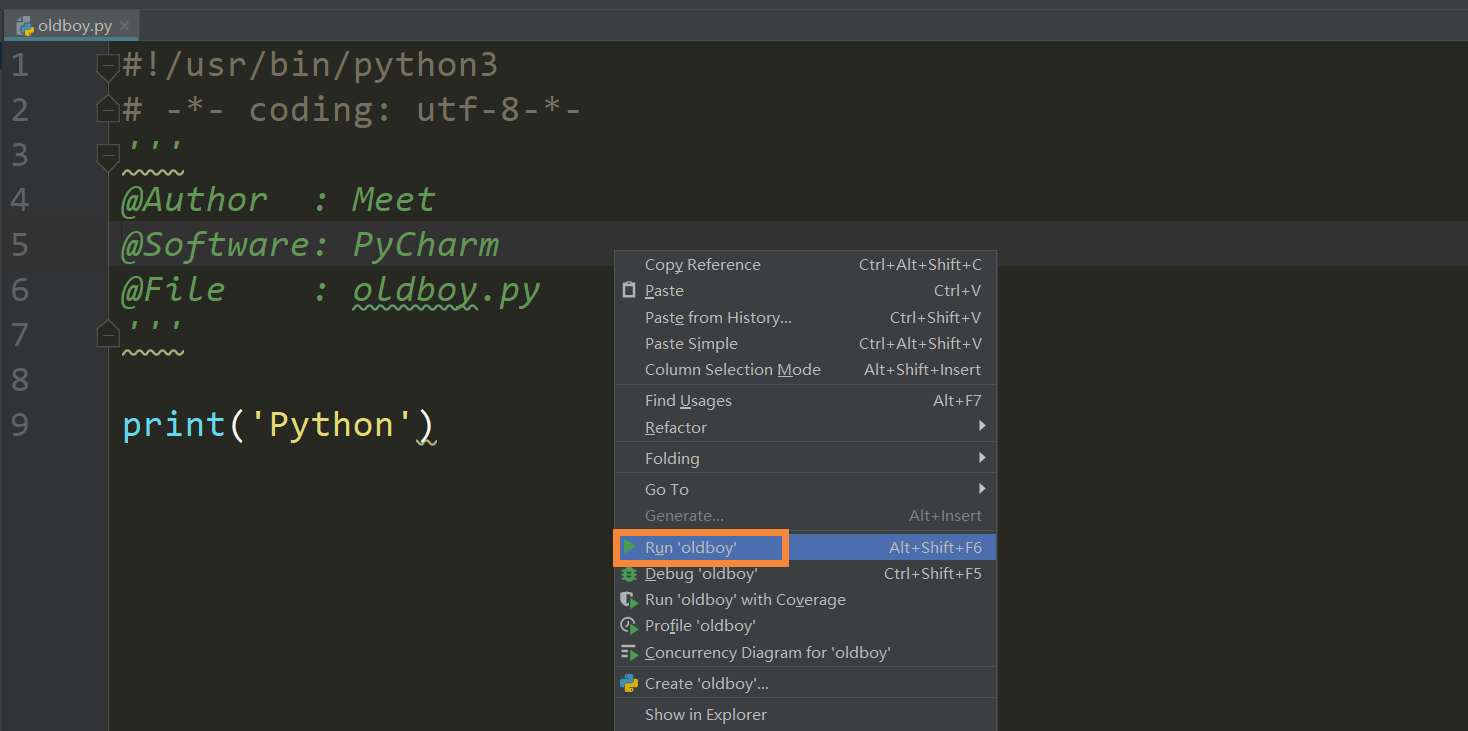 oldboy.py
1 #!/usr/bin/python3
2 # -*- coding: utf-8-*-
3 '''
4 @Author  : Meet
5 @Software: PyCharm
6 @File    : oldboy.py
7 '''
8
9 print('Python')
Copy Reference Ctrl+Alt+Shift+C
Paste Ctrl+V
Paste from History... Ctrl+Shift+V
Paste Simple Ctrl+Alt+Shift+V
Column Selection Mode Alt+Shift+Insert
Find Usages Alt+F7
Refactor
Folding
Go To
Generate... Alt+Insert
Run 'oldboy' Alt+Shift+F6
Debug 'oldboy' Ctrl+Shift+F5
Run 'oldboy' with Coverage
Profile 'oldboy'
Concurrency Diagram for 'oldboy'
Create 'oldboy'...
Show in Explorer